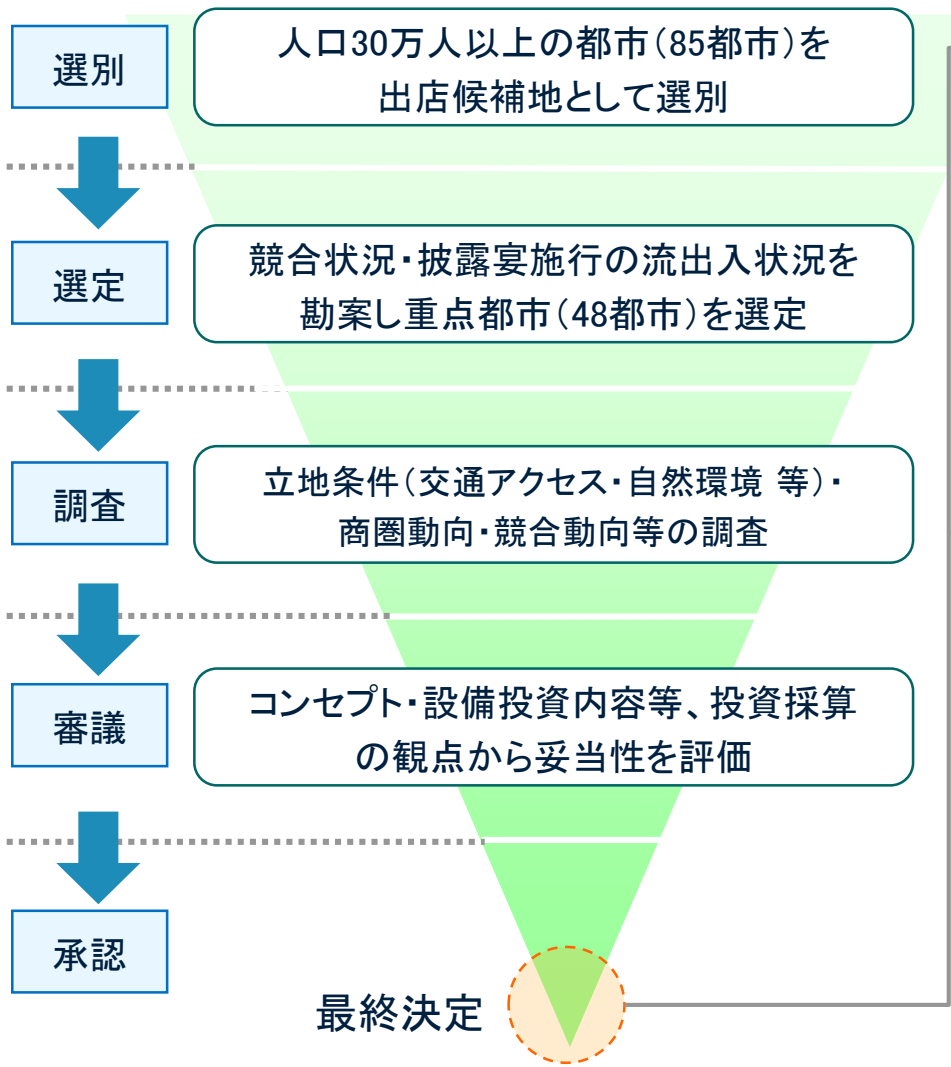 選別
人口30万人以上の都市(85都市)を
出店候補地として選別
選定
競合状況・披露宴施行の流出入状況を
勘案し重点都市(48都市)を選定
調査
立地条件(交通アクセス・自然環境 等)・
商圏動向・競合動向等の調査
審議
コンセプト・設備投資内容等、投資採算
の観点から妥当性を評価
承認
最終決定